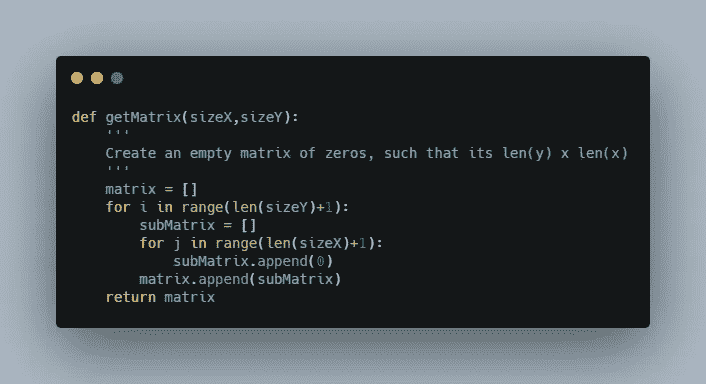 def getMatrix(sizeX,sizeY):
    '''
    Create an empty matrix of zeros, such that its len(y) x len(x)
    '''
    matrix = []
    for i in range(len(sizeY)+1):
        subMatrix = []
        for j in range(len(sizeX)+1):
            subMatrix.append(0)
        matrix.append(subMatrix)
    return matrix